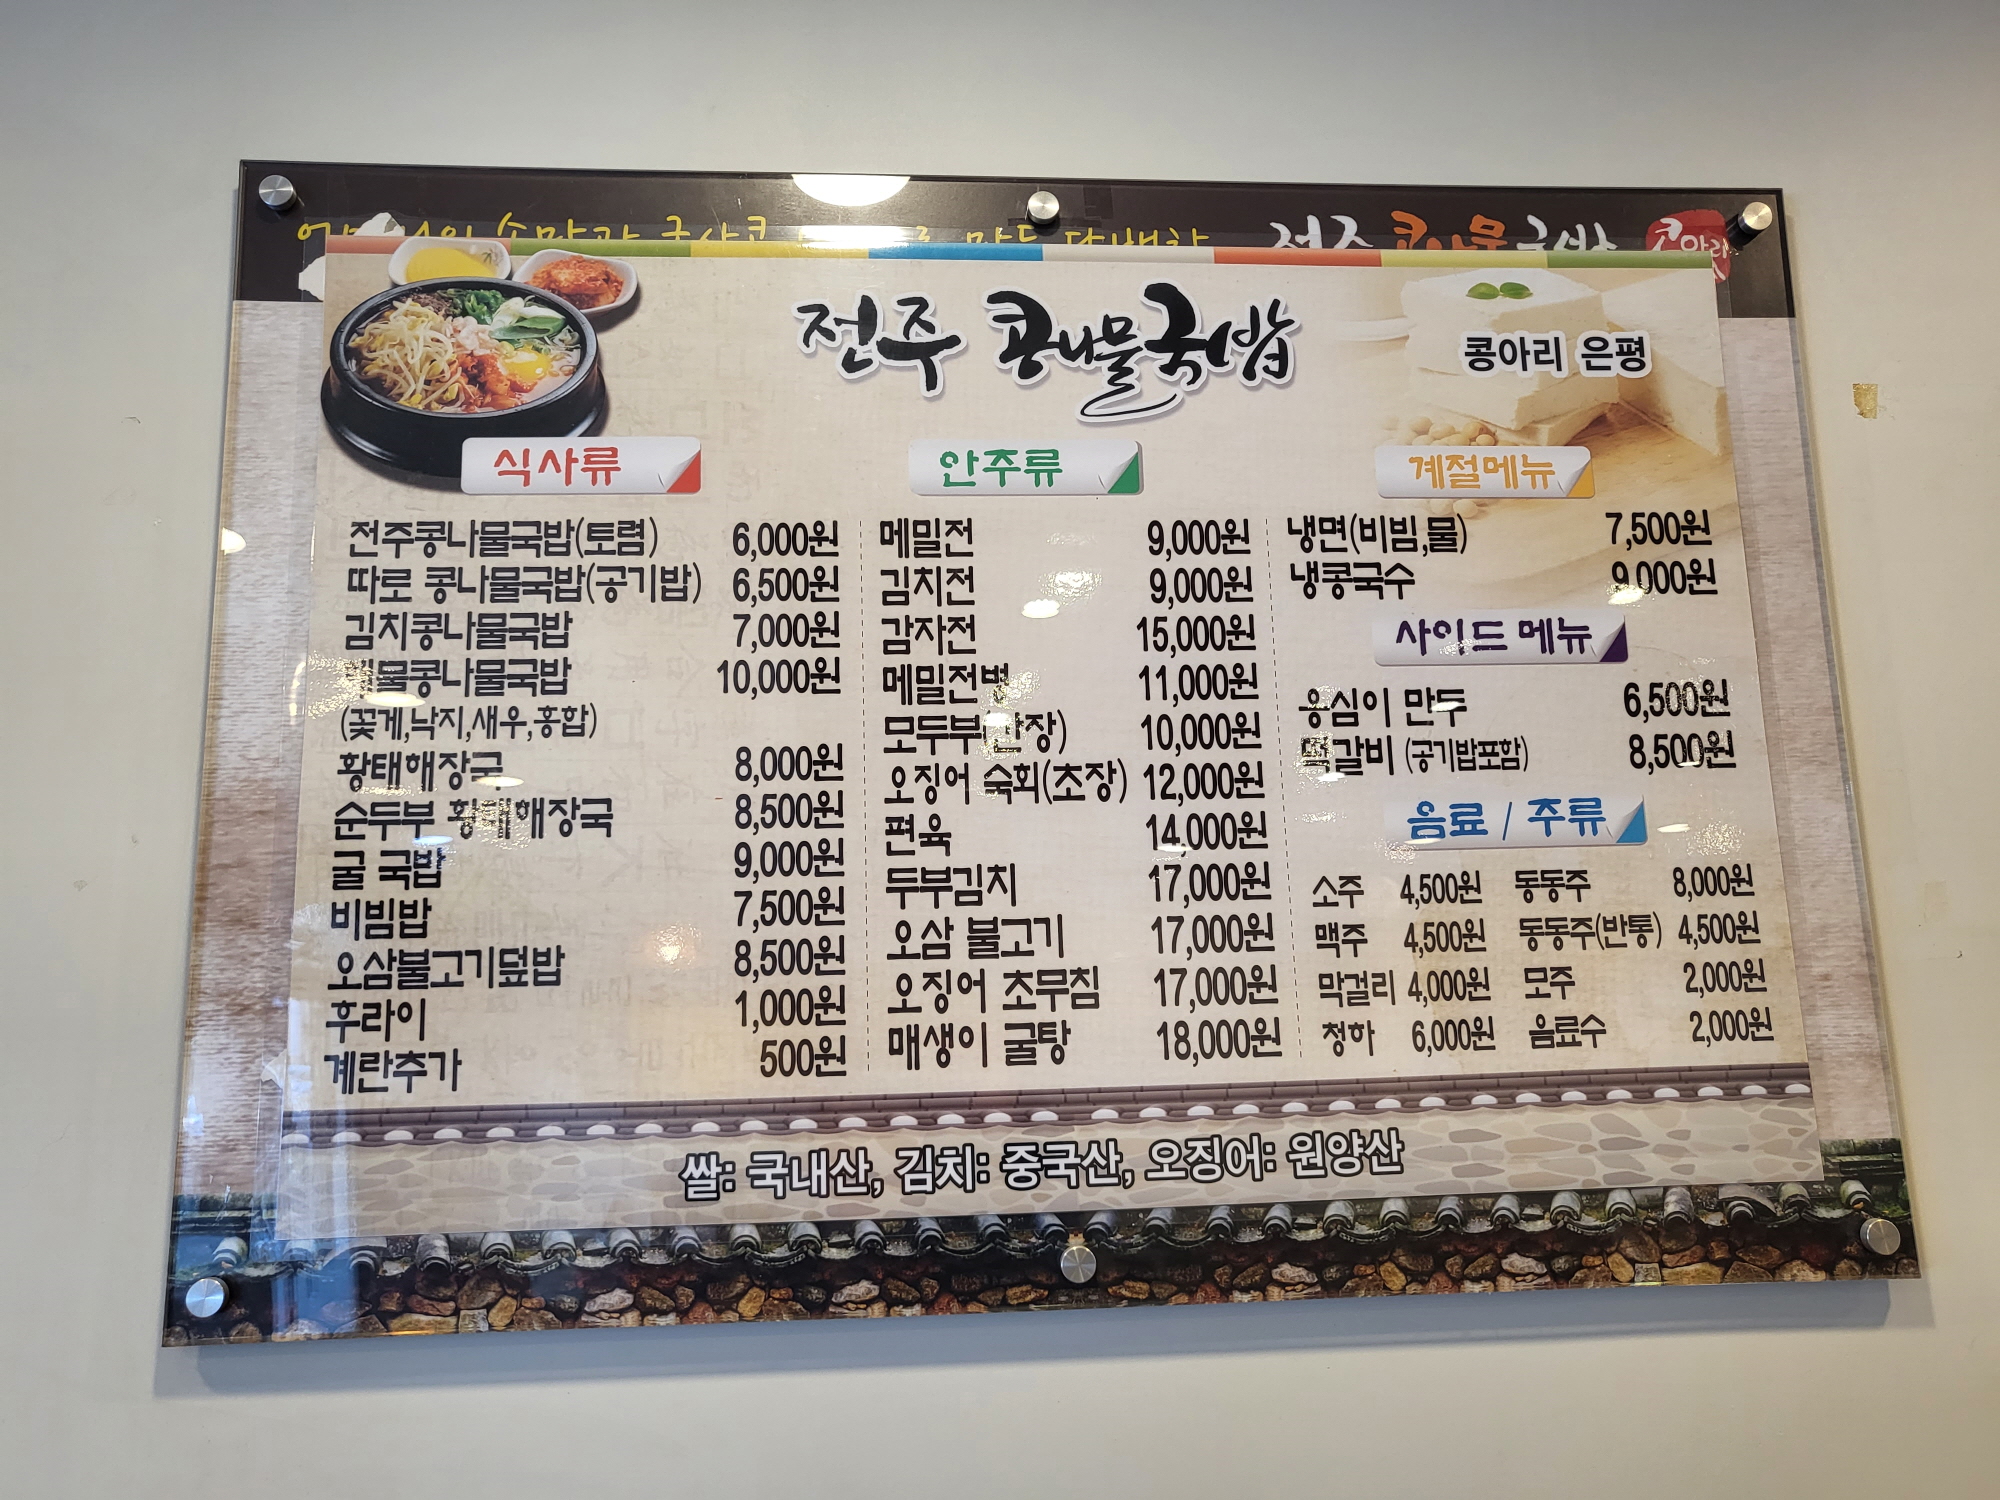 전주 콩나물국밥
콩아리 은평
식사류
전주콩나물국밥(토렴) 6,000원
따로 콩나물국밥(공기밥) 6,500원
김치콩나물국밥 7,000원
해물콩나물국밥 10,000원
(꽃게,낙지,새우,홍합)
황태해장국 8,000원
순두부 황태해장국 8,500원
굴 국밥 9,000원
비빔밥 7,500원
오삼불고기덮밥 8,500원
후라이 1,000원
계란추가 500원
안주류
메밀전 9,000원
김치전 9,000원
감자전 15,000원
메밀전병 11,000원
모두부(간장) 10,000원
오징어 숙회(초장) 12,000원
편육 14,000원
두부김치 17,000원
오삼 불고기 17,000원
오징어 초무침 17,000원
매생이 굴탕 18,000원
계절메뉴
냉면(비빔,물) 7,500원
냉콩국수 9,000원
사이드 메뉴
옹심이 만두 6,500원
떡갈비 (공기밥포함) 8,500원
음료 / 주류
소주 4,500원 동동주 8,000원
맥주 4,500원 동동주(반통) 4,500원
막걸리 4,000원 모주 2,000원
청하 6,000원 음료수 2,000원
쌀: 국내산, 김치: 중국산, 오징어: 원양산